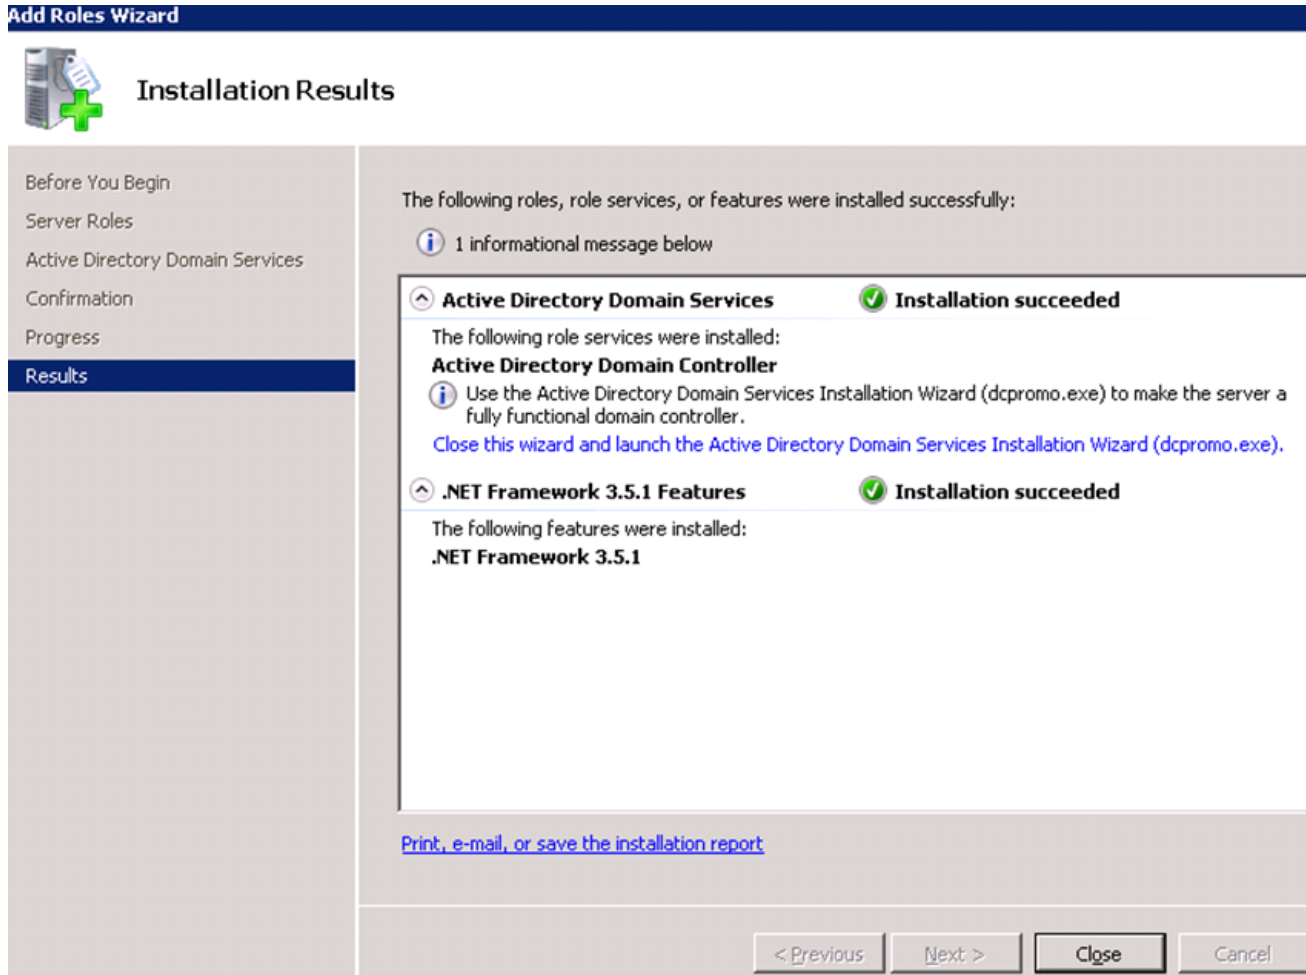 Add Roles Wizard
Installation Results
Before You Begin
Server Roles
Active Directory Domain Services
Confirmation
Progress
Results
The following roles, role services, or features were installed successfully:
1 informational message below
Active Directory Domain Services Installation succeeded
The following role services were installed:
Active Directory Domain Controller
Use the Active Directory Domain Services Installation Wizard (dcpromo.exe) to make the server a
fully functional domain controller.
Close this wizard and launch the Active Directory Domain Services Installation Wizard (dcpromo.exe).
.NET Framework 3.5.1 Features Installation succeeded
The following features were installed:
.NET Framework 3.5.1
Print, e-mail, or save the installation report
< Previous Next > Close Cancel